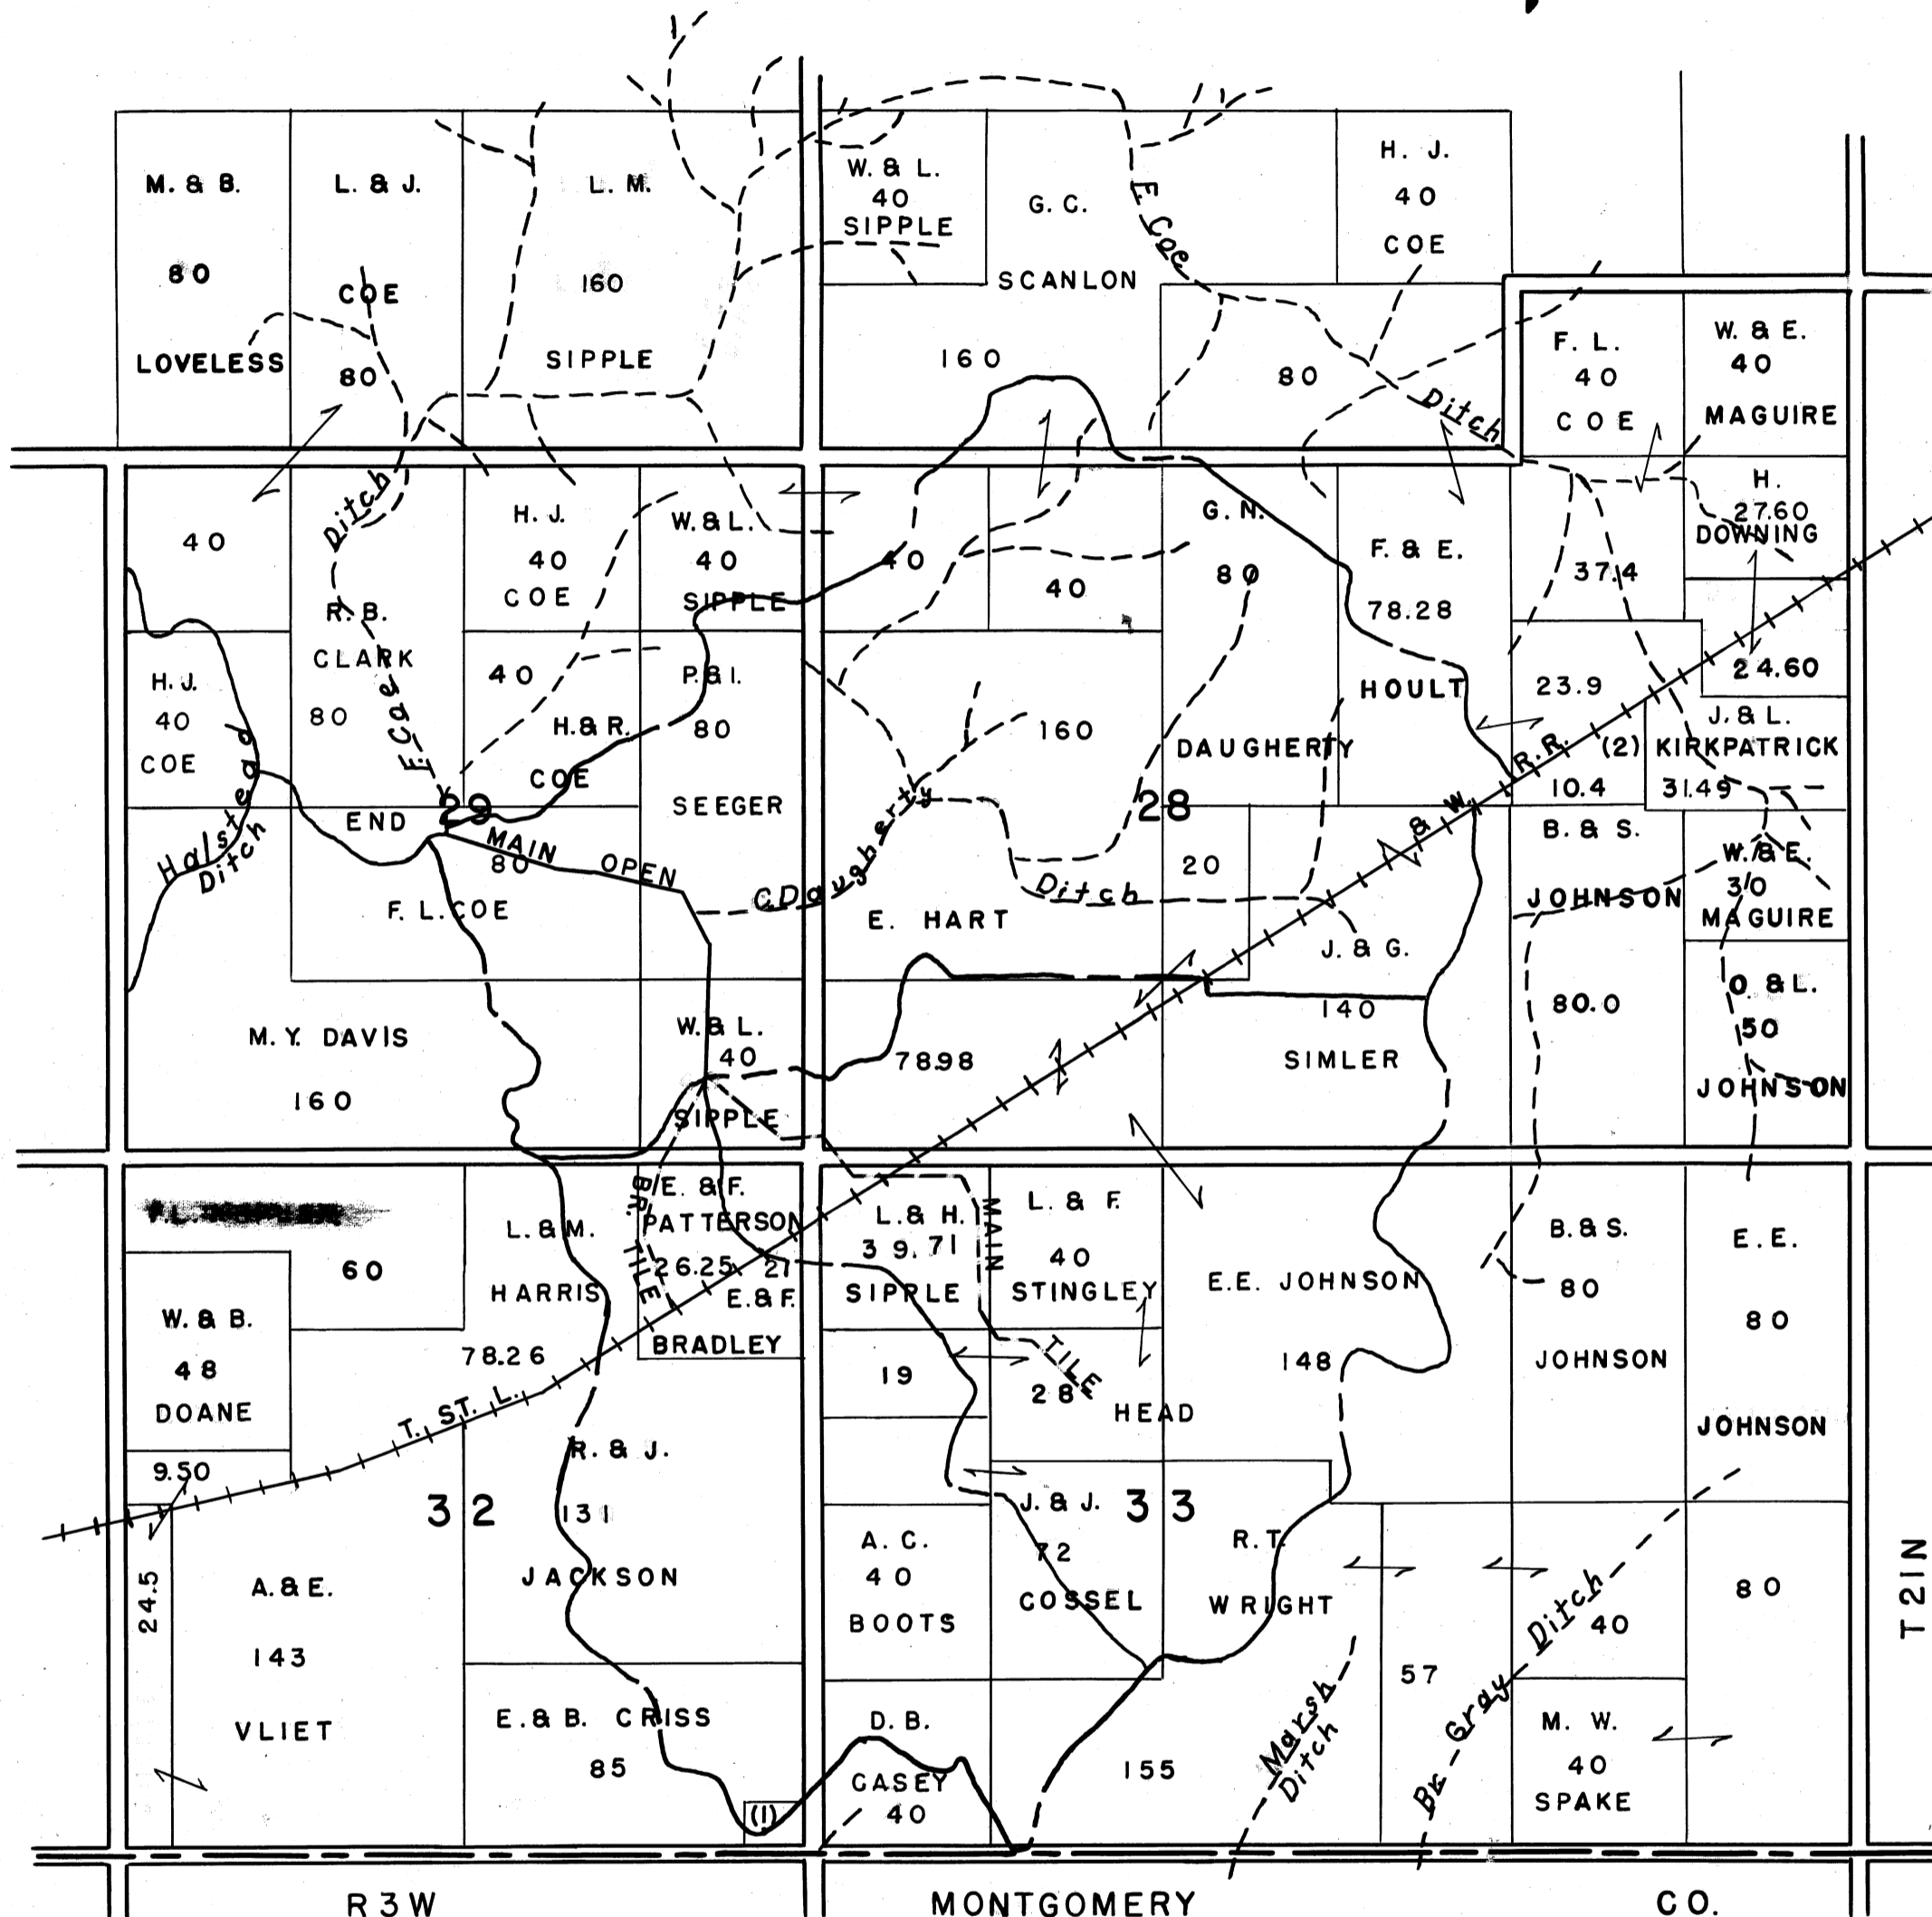 M. & B.
80
LOVELESS
L. & J.
COE
80
L. M.
160
SIPPLE
W. & L.
40
SIPPLE
G. C.
SCANLON
160
E Coe
Ditch
H. J.
40
COE
80
F. L.
40
COE
W. & E.
40
MAGUIRE
40
Ditch
R. B.
CLARK
80
E Coe
H. J.
40
COE
W. & L.
40
SIPPLE
40
40
G. N.
80
DAUGHERTY
F. & E.
78.28
HOULT
37.4
H.
27.60
DOWNING
24.60
H. J.
40
COE
Halstead
Ditch
40
H. & R.
COE
P. & I.
80
SEEGER
160
23.9
(2)
10.4
J. & L.
KIRKPATRICK
31.49
29
END
MAIN
OPEN
80
F. L. COE
C Daugherty
Ditch
E. HART
28
20
N & W. R. R.
J. & G.
140
SIMLER
B. & S.
JOHNSON
80.0
W. & E.
30
MAGUIRE
O. & L.
50
JOHNSON
M. Y. DAVIS
160
W. & L.
40
SIPPLE
78.98
60
W. & B.
48
DOANE
9.50
L. & M.
HARRIS
78.26
BR. TILE
E. & F.
PATTERSON
26.25
21
E. & F.
BRADLEY
L. & H.
39.71
SIPPLE
MAIN
TILE
L. & F.
40
STINGLEY
E. E. JOHNSON
148
B. & S.
80
JOHNSON
E. E.
80
JOHNSON
19
28
HEAD
T. ST. L.
32
R. & J.
131
JACKSON
33
24.5
A. & E.
143
VLIET
A. C.
40
BOOTS
J. & J.
72
COSSEL
R. T.
WRIGHT
155
Marsh
Ditch
57
Br Gray Ditch
40
80
E. & B. CRISS
85
(1)
D. B.
CASEY
40
M. W.
40
SPAKE
T 21 N
R 3 W
MONTGOMERY
CO.